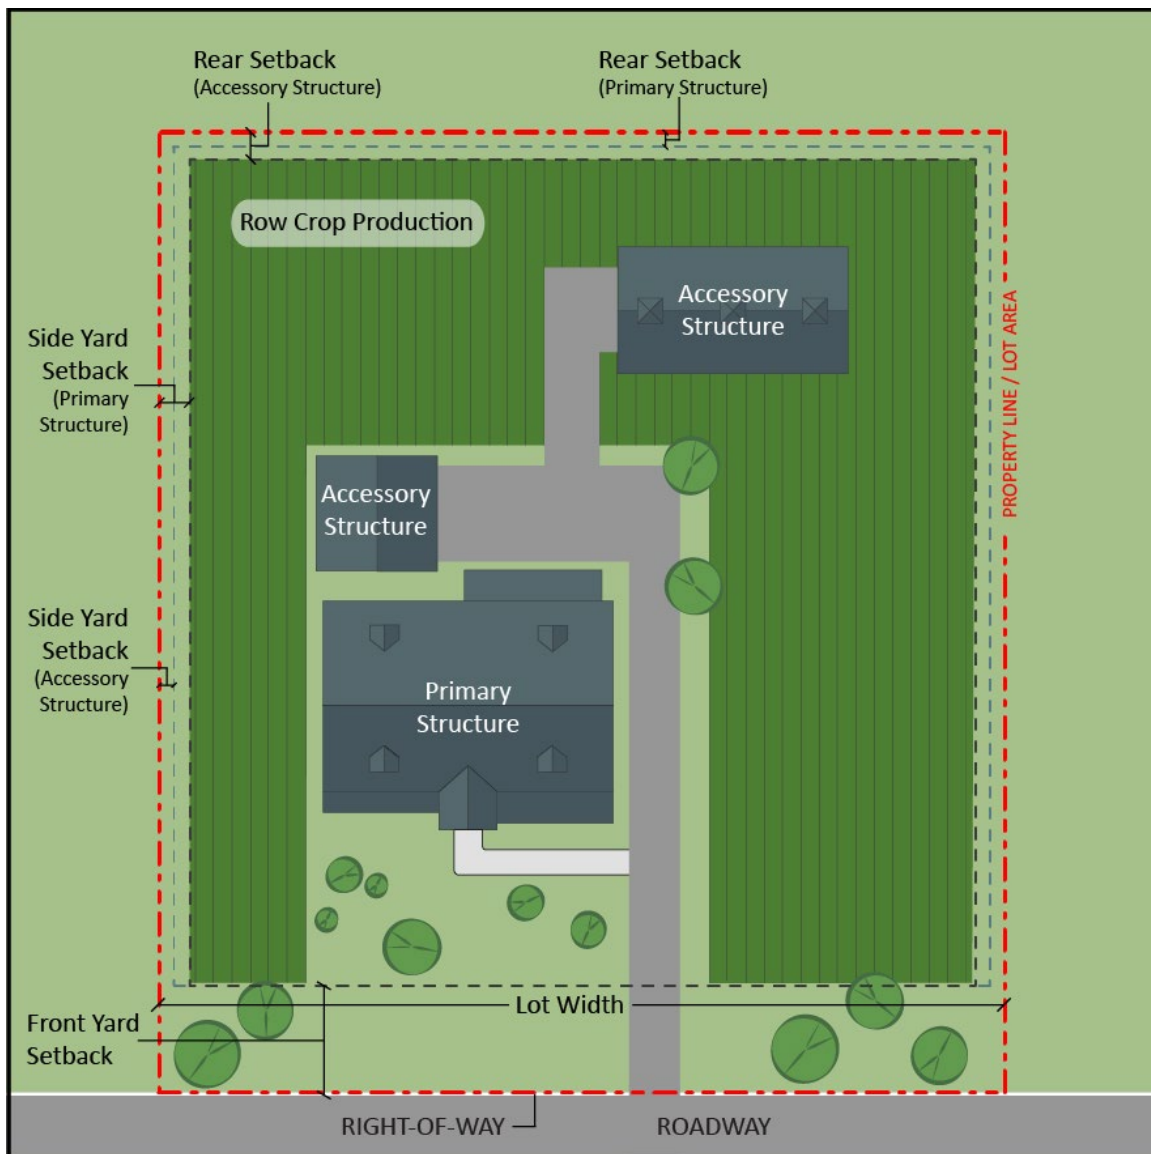 Rear Setback
(Accessory Structure)
Rear Setback
(Primary Structure)
Row Crop Production
Accessory
Structure
PROPERTY LINE / LOT AREA
Side Yard
Setback
(Primary
Structure)
Accessory
Structure
Side Yard
Setback
(Accessory
Structure)
Primary
Structure
Lot Width
Front Yard
Setback
RIGHT-OF-WAY
ROADWAY